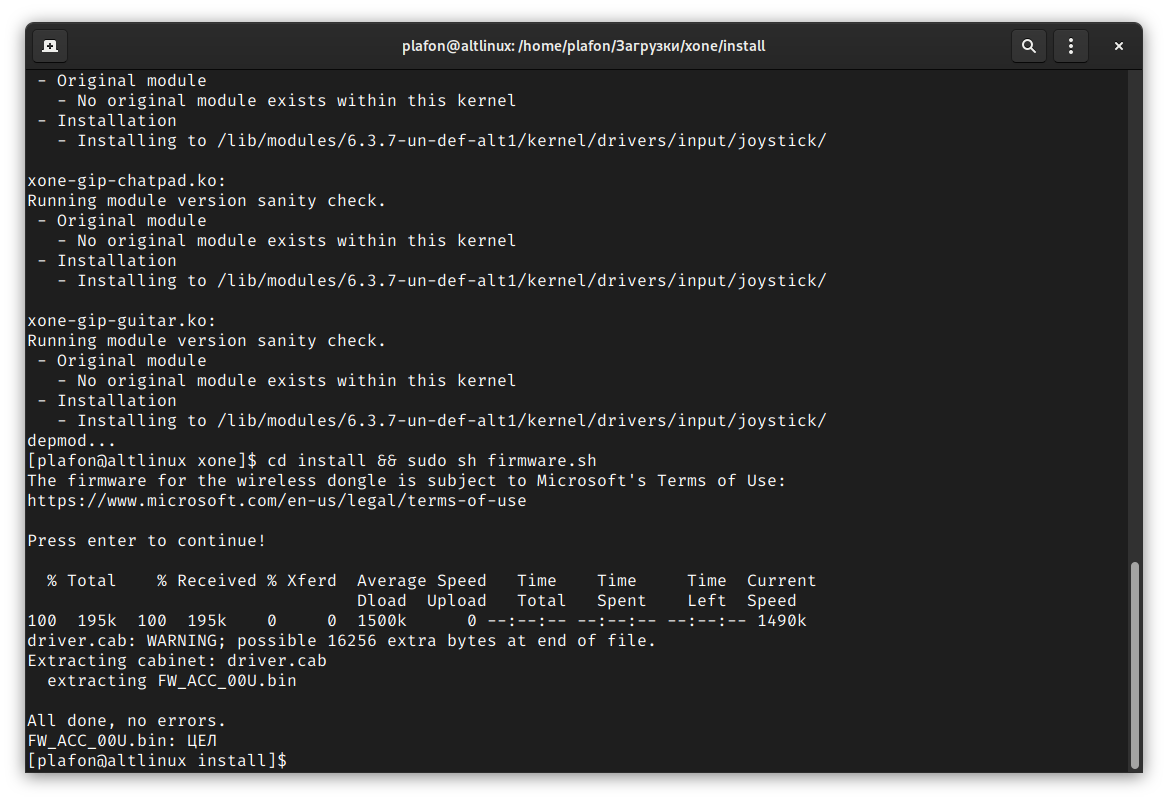 plafon@altlinux: /home/plafon/Загрузки/xone/install
- Original module
- No original module exists within this kernel
- Installation
- Installing to /lib/modules/6.3.7-un-def-alt1/kernel/drivers/input/joystick/
xone-gip-chatpad.ko:
Running module version sanity check.
- Original module
- No original module exists within this kernel
- Installation
- Installing to /lib/modules/6.3.7-un-def-alt1/kernel/drivers/input/joystick/
xone-gip-guitar.ko:
Running module version sanity check.
- Original module
- No original module exists within this kernel
- Installation
- Installing to /lib/modules/6.3.7-un-def-alt1/kernel/drivers/input/joystick/
depmod...
[plafon@altlinux xone]$ cd install && sudo sh firmware.sh
The firmware for the wireless dongle is subject to Microsoft's Terms of Use:
https://www.microsoft.com/en-us/legal/terms-of-use
Press enter to continue!
% Total % Received % Xferd Average Speed Time Time Time Current
Dload Upload Total Spent Left Speed
100 195k 100 195k 0 0 1500k 0 --:--:-- --:--:-- --:--:-- 1490k
driver.cab: WARNING; possible 16256 extra bytes at end of file.
Extracting cabinet: driver.cab
extracting FW_ACC_00U.bin
All done, no errors.
FW_ACC_00U.bin: ЦЕЛ
[plafon@altlinux install]$